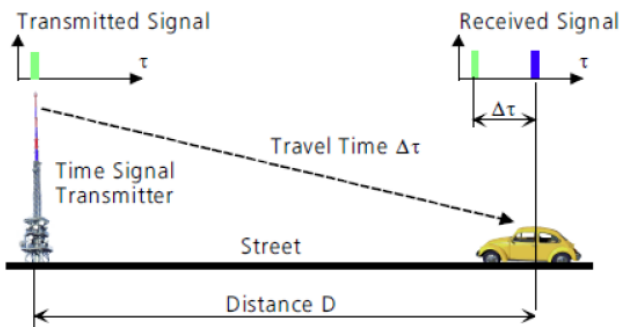 Transmitted Signal
Received Signal
τ
τ
Δτ
Travel Time Δτ
Time Signal
Transmitter
Street
Distance D